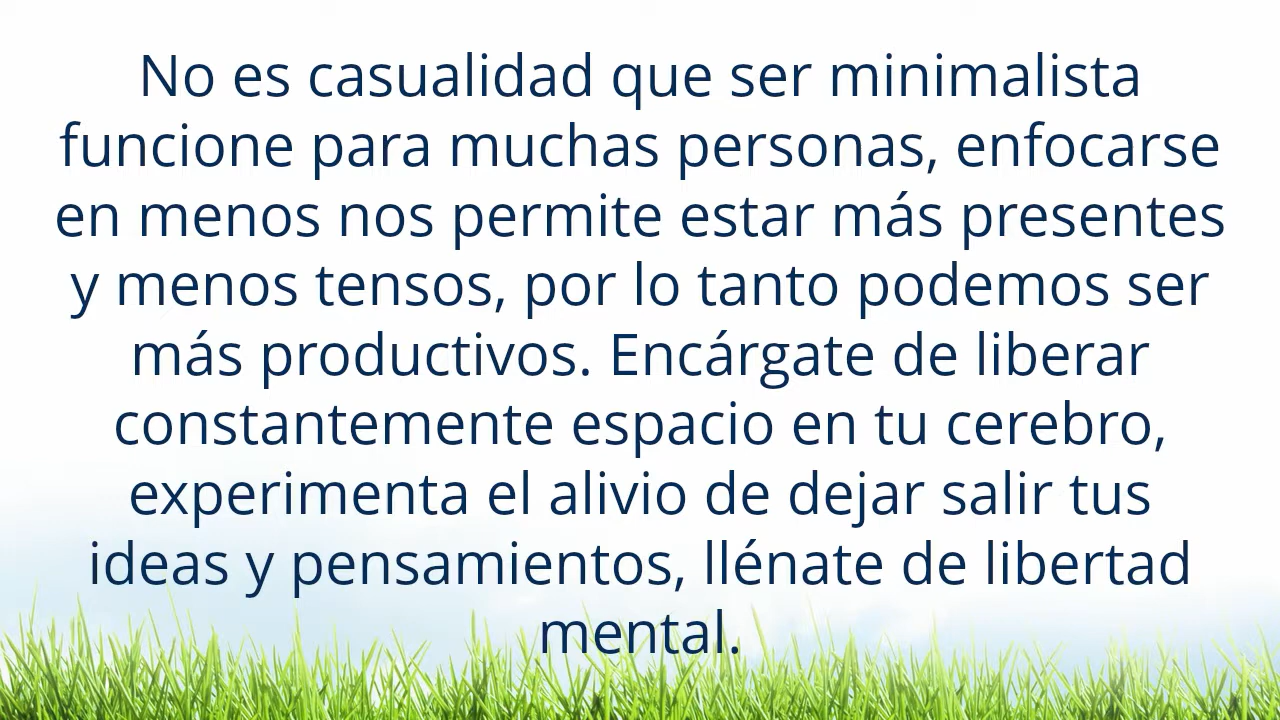 No es casualidad que ser minimalista
funcione para muchas personas, enfocarse
en menos nos permite estar más presentes
y menos tensos, por lo tanto podemos ser
más productivos. Encárgate de liberar
constantemente espacio en tu cerebro,
experimenta el alivio de dejar salir tus
ideas y pensamientos, llénate de libertad
mental.